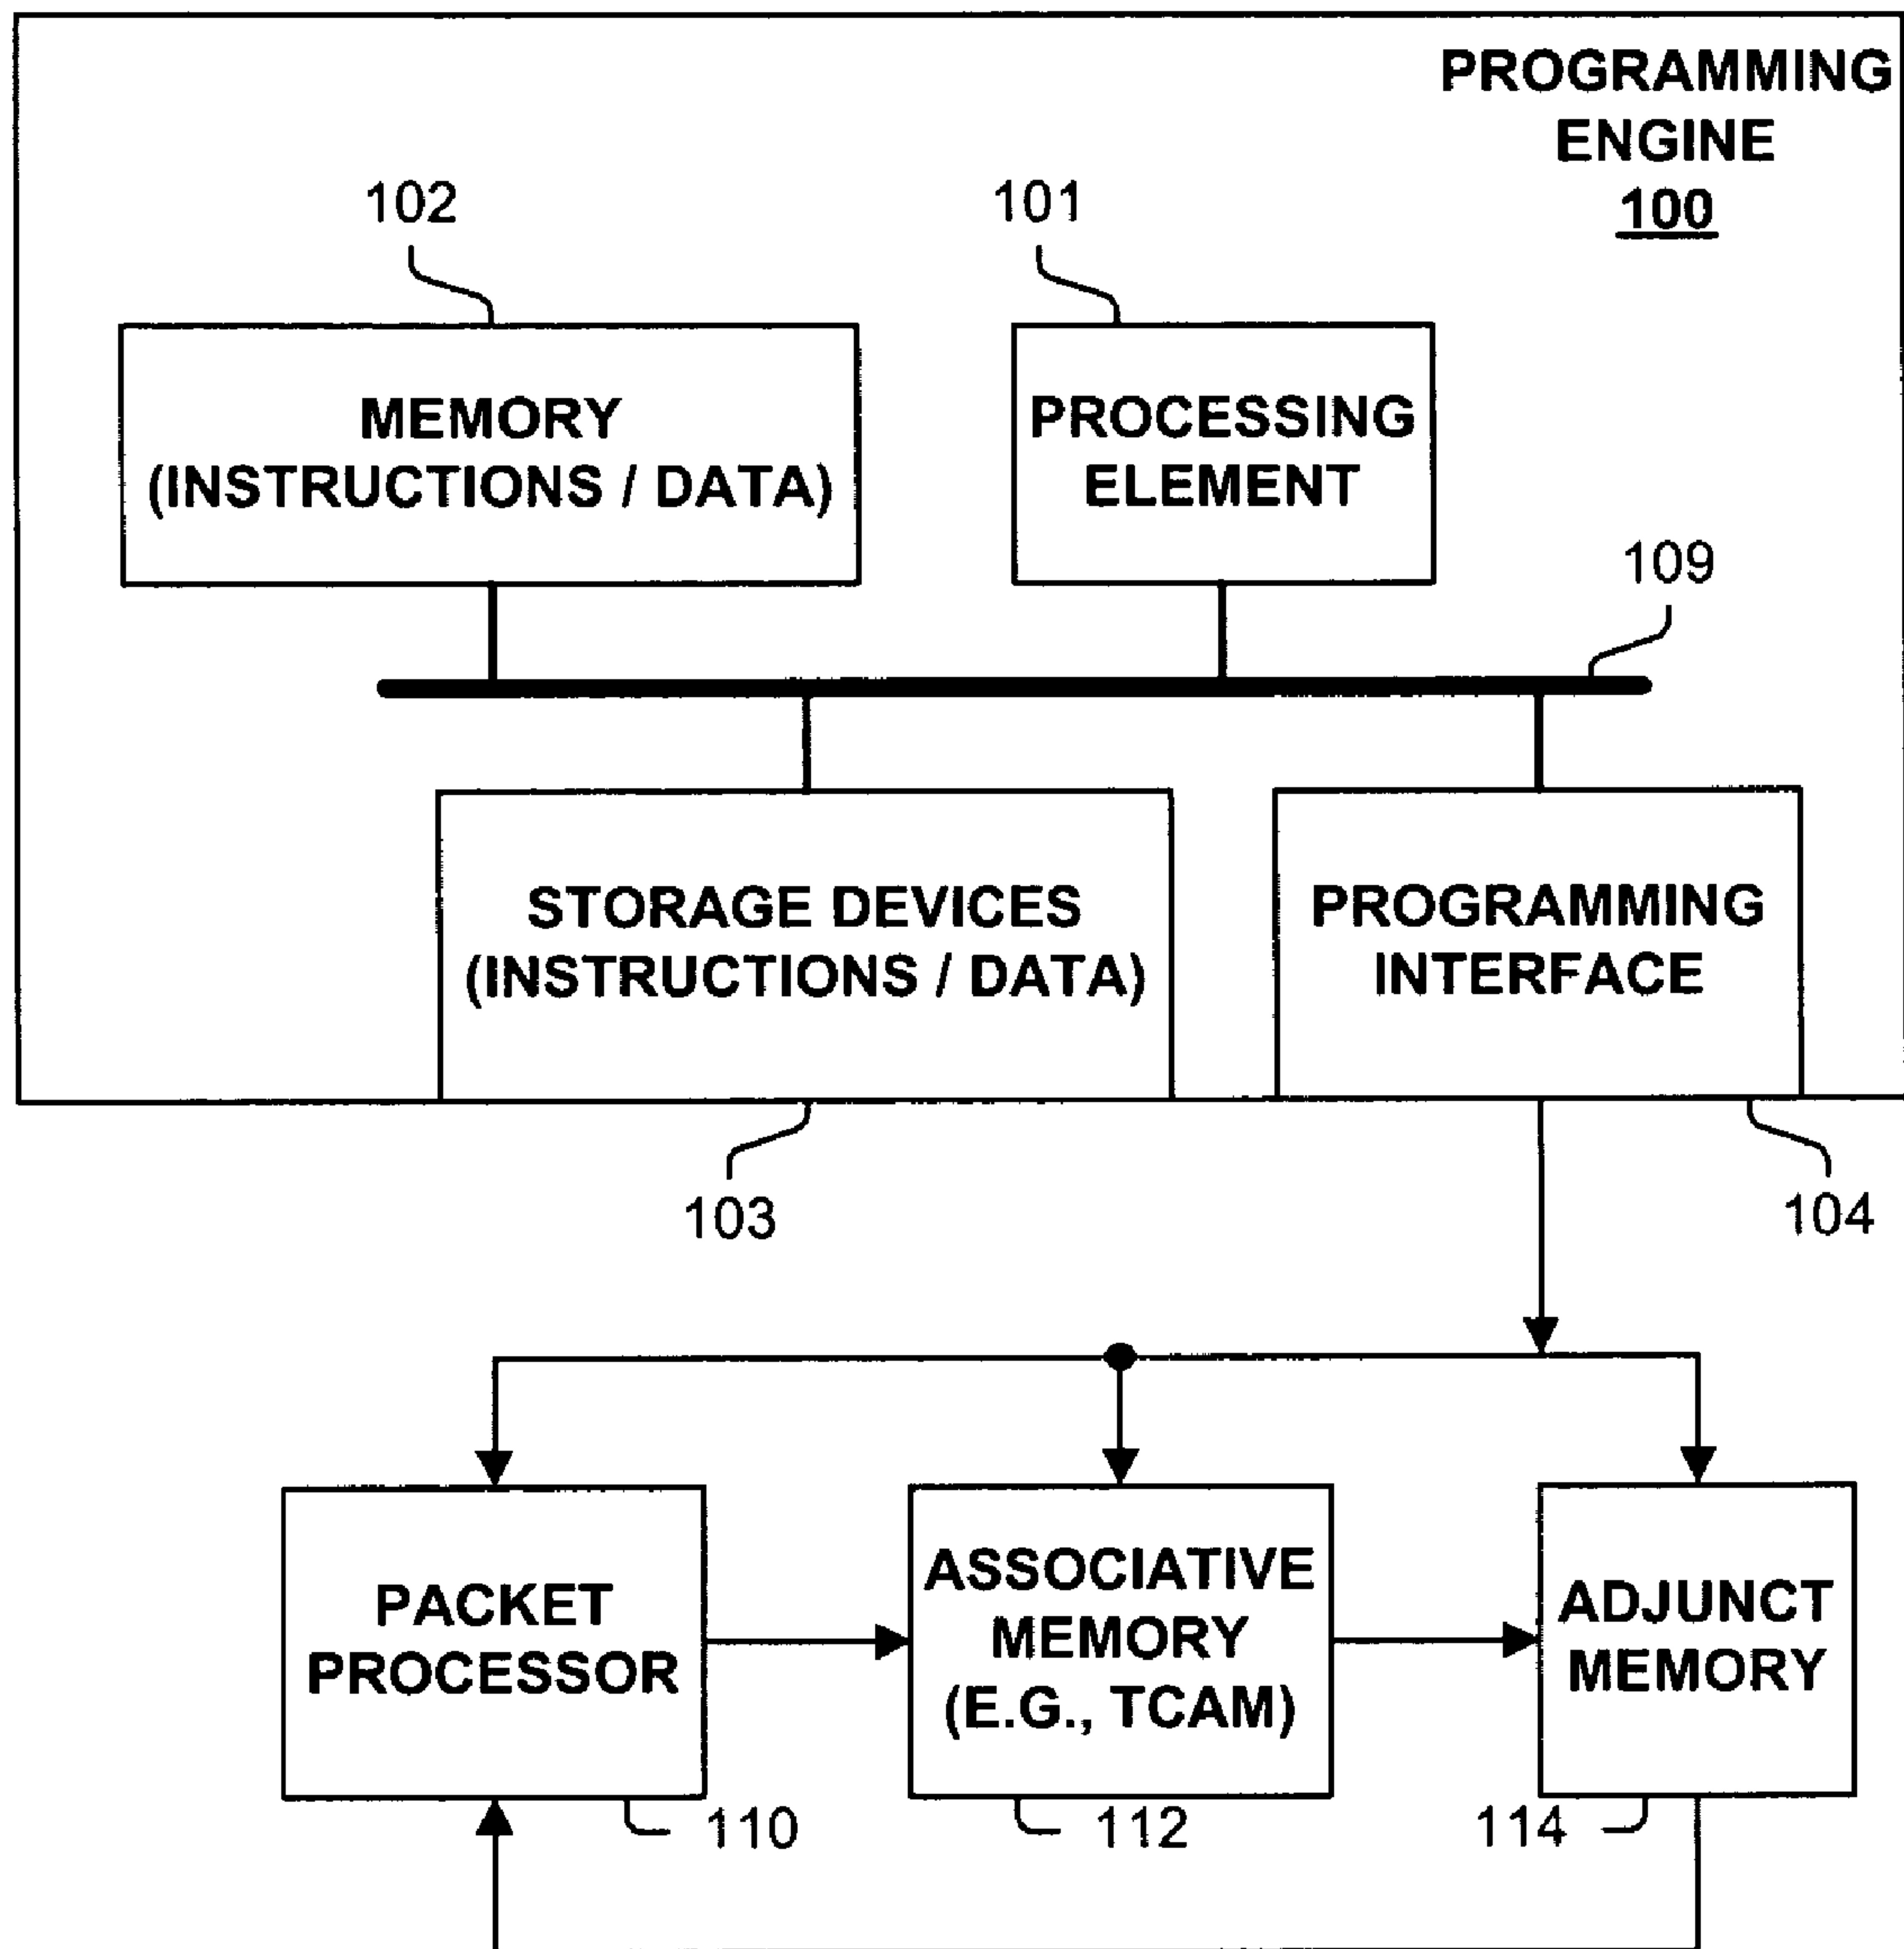 PROGRAMMING
ENGINE
100
102
101
MEMORY
(INSTRUCTIONS / DATA)
PROCESSING
ELEMENT
109
STORAGE DEVICES
(INSTRUCTIONS / DATA)
PROGRAMMING
INTERFACE
103
104
PACKET
PROCESSOR
ASSOCIATIVE
MEMORY
(E.G., TCAM)
ADJUNCT
MEMORY
110
112
114